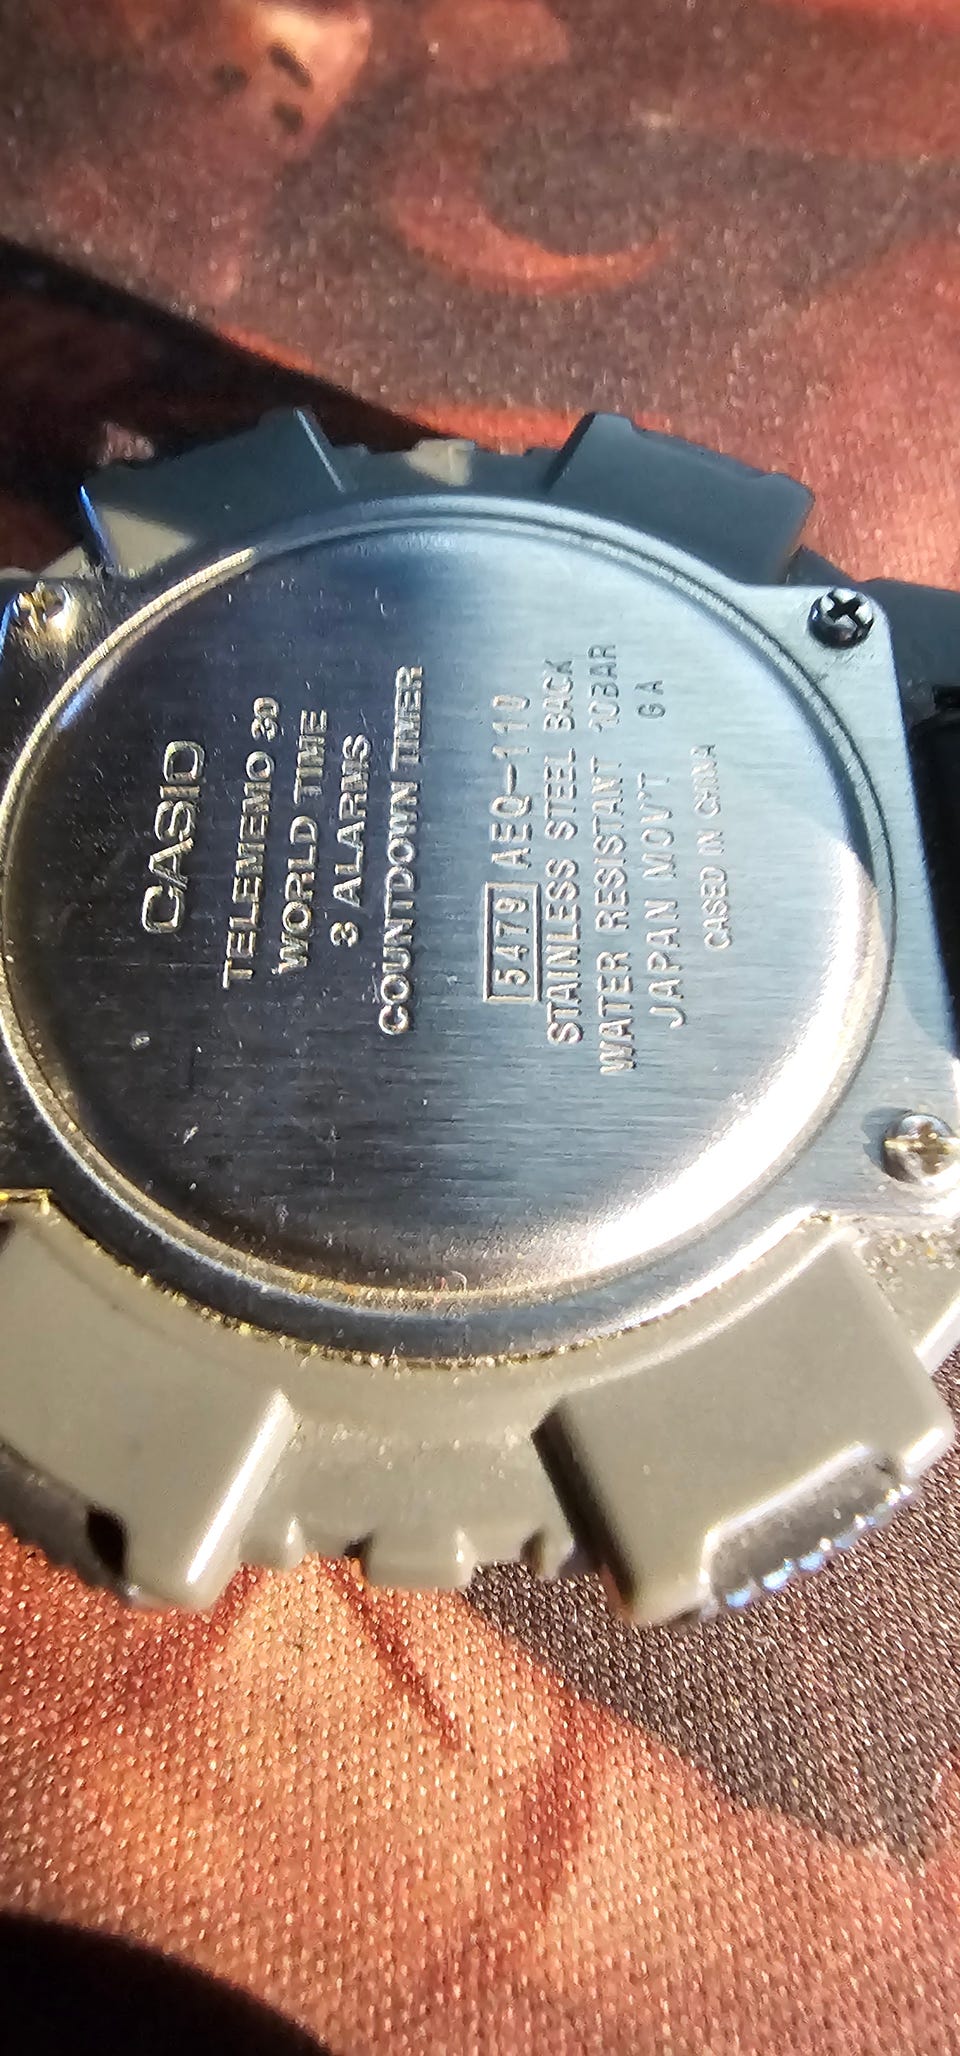 CASIO
TELEMEMO 30
WORLD TIME
3 ALARMS
COUNTDOWN TIMER
5479 AEQ-110
STAINLESS STEEL BACK
WATER RESISTANT 10BAR
JAPAN MOV'T GA
CASED IN CHINA